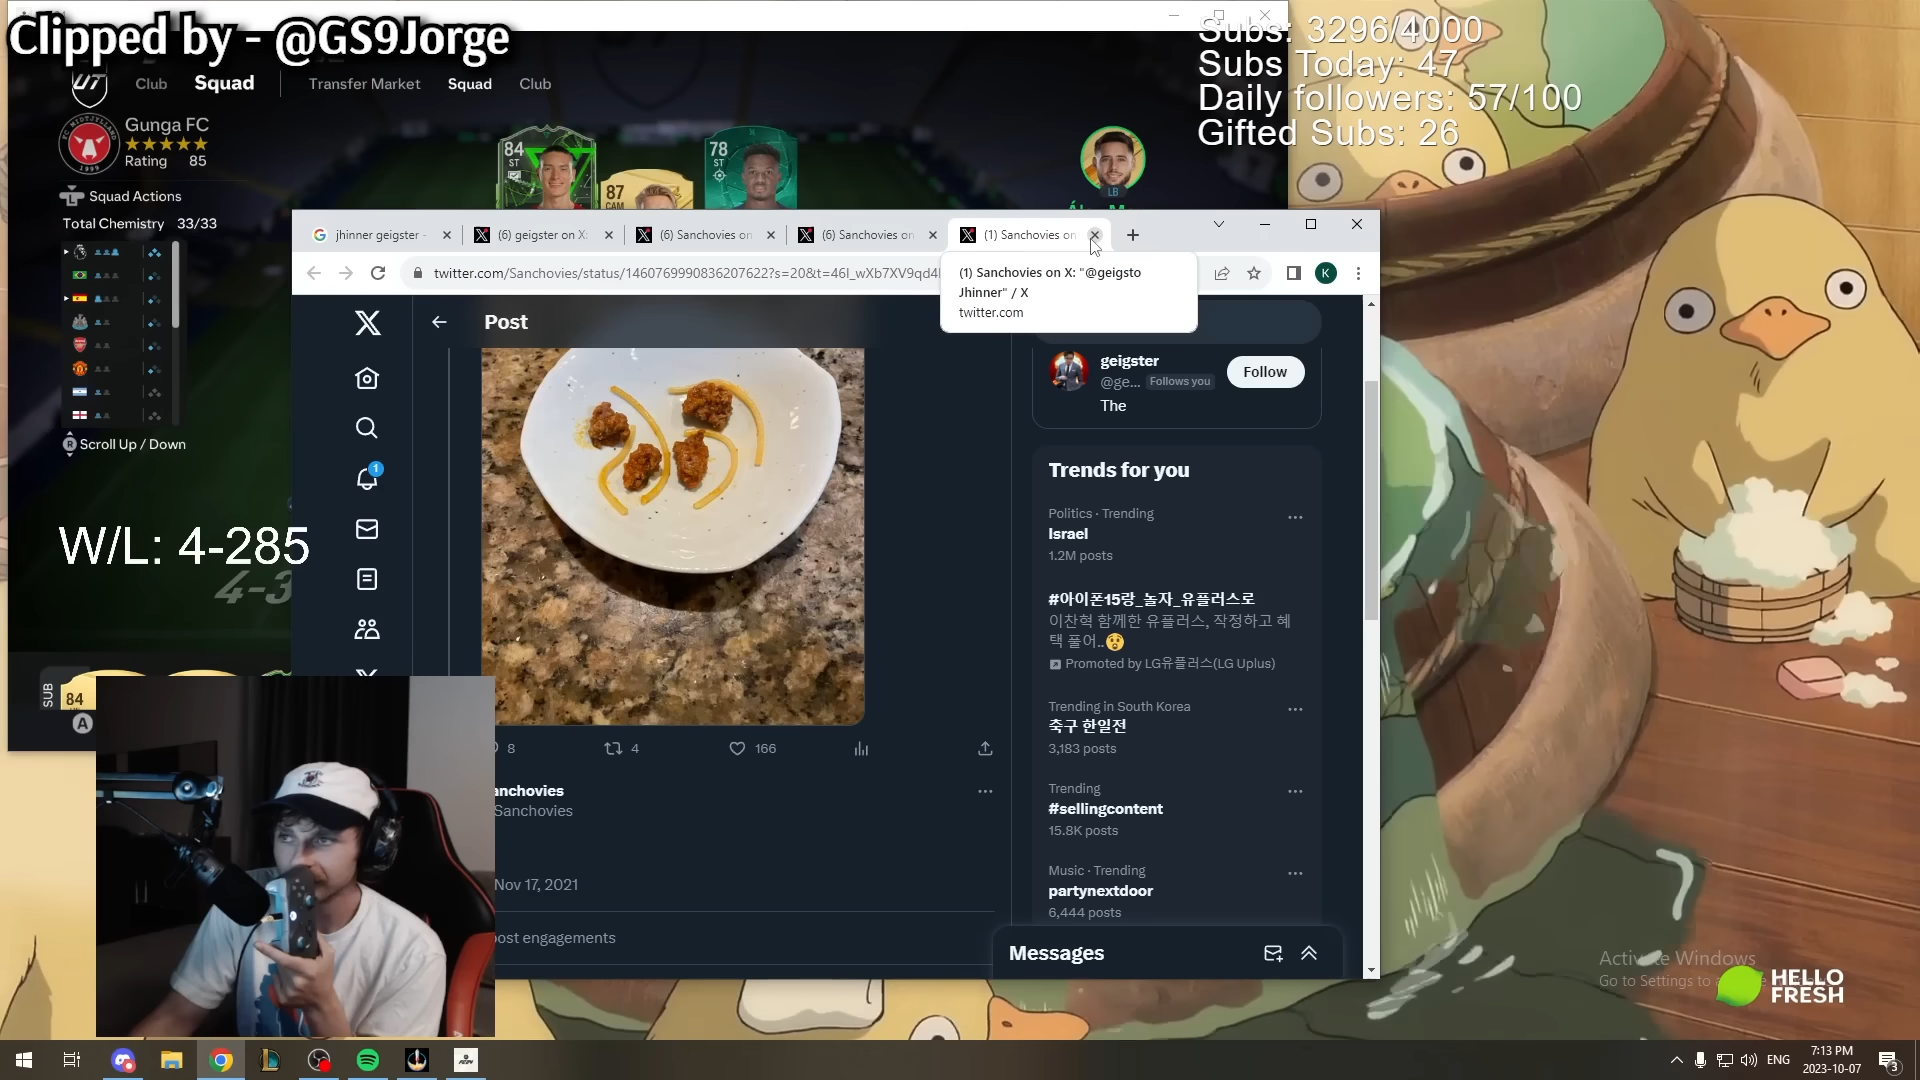 Clipped by - @GS9Jorge
Subs: 3296/4000
Subs Today: 47
Daily followers: 57/100
Gifted Subs: 26
UT
Club
Squad
Transfer Market
Squad
Club
Gunga FC
Rating 85
Squad Actions
Total Chemistry 33/33
Scroll Up / Down
84
ST
87
CAM
78
ST
LB
W/L: 4-285
4-3
SUB
84
A
jhinner geigster -
(6) geigster on X:
(6) Sanchovies on
(6) Sanchovies on
(1) Sanchovies on
twitter.com/Sanchovies/status/1460769990836207622?s=20&t=46I_wXb7XV9qd4
K
(1) Sanchovies on X: "@geigsto
Jhinner" / X
twitter.com
Post
1
geigster
@ge...
Follows you
Follow
The
Trends for you
Politics · Trending
Israel
1.2M posts
#아이폰15랑_놀자_유플러스로
이찬혁 함께한 유플러스, 작정하고 혜
택 풀어..😲
Promoted by LG유플러스(LG Uplus)
Trending in South Korea
축구 한일전
3,183 posts
Trending
#sellingcontent
15.8K posts
Music · Trending
partynextdoor
6,444 posts
8
4
166
anchovies
Sanchovies
Nov 17, 2021
ost engagements
Messages
Activate Windows
Go to Settings to a
HELLO
FRESH
ENG
7:13 PM
2023-10-07
3